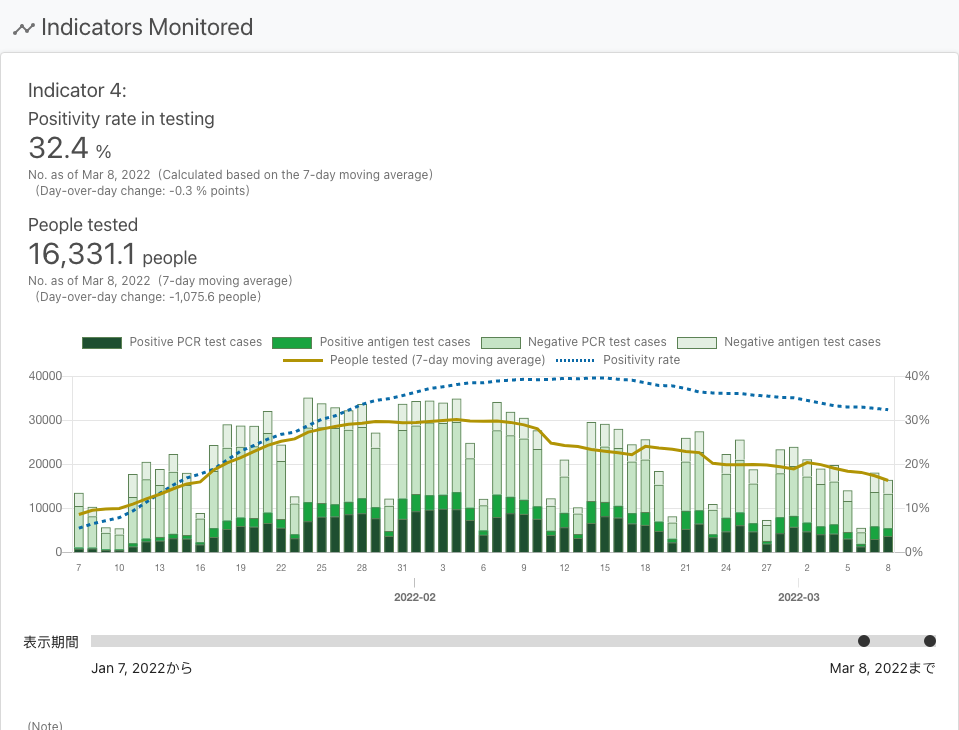 Indicators Monitored
Indicator 4:
Positivity rate in testing
32.4 %
No. as of Mar 8, 2022 (Calculated based on the 7-day moving average)
(Day-over-day change: -0.3 % points)
People tested
16,331.1 people
No. as of Mar 8, 2022 (7-day moving average)
(Day-over-day change: -1,075.6 people)
Positive PCR test cases Positive antigen test cases Negative PCR test cases Negative antigen test cases
People tested (7-day moving average) Positivity rate
40000 40%
30000 30%
20000 20%
10000 10%
0 0%
7 10 13 16 19 22 25 28 31 3 6 9 12 15 18 21 24 27 2 5 8
2022-02 2022-03
表示期間
Jan 7, 2022から Mar 8, 2022まで
(Note)